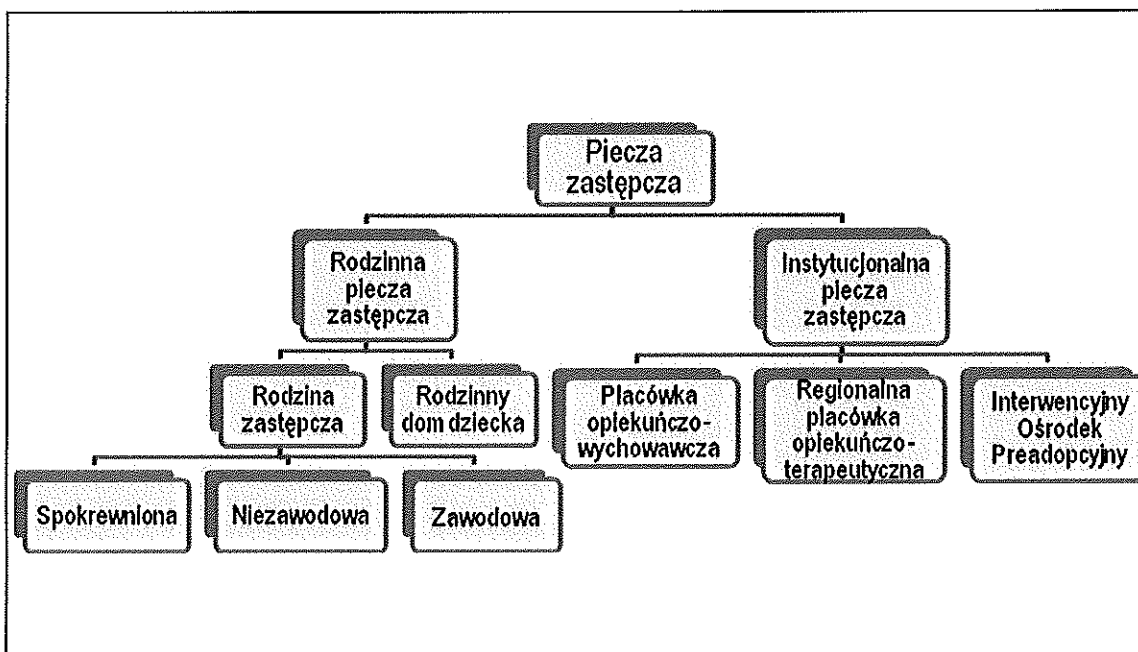 Piecza
zastępcza
Rodzinna
piecza
zastępcza
Instytucjonalna
piecza
zastępcza
Rodzina
zastępcza
Rodzinny
dom dziecka
Placówka
opiekuńczo-
wychowawcza
Regionalna
placówka
opiekuńczo-
terapeutyczna
Interwencyjny
Ośrodek
Preadopcyjny
Spokrewniona
Niezawodowa
Zawodowa